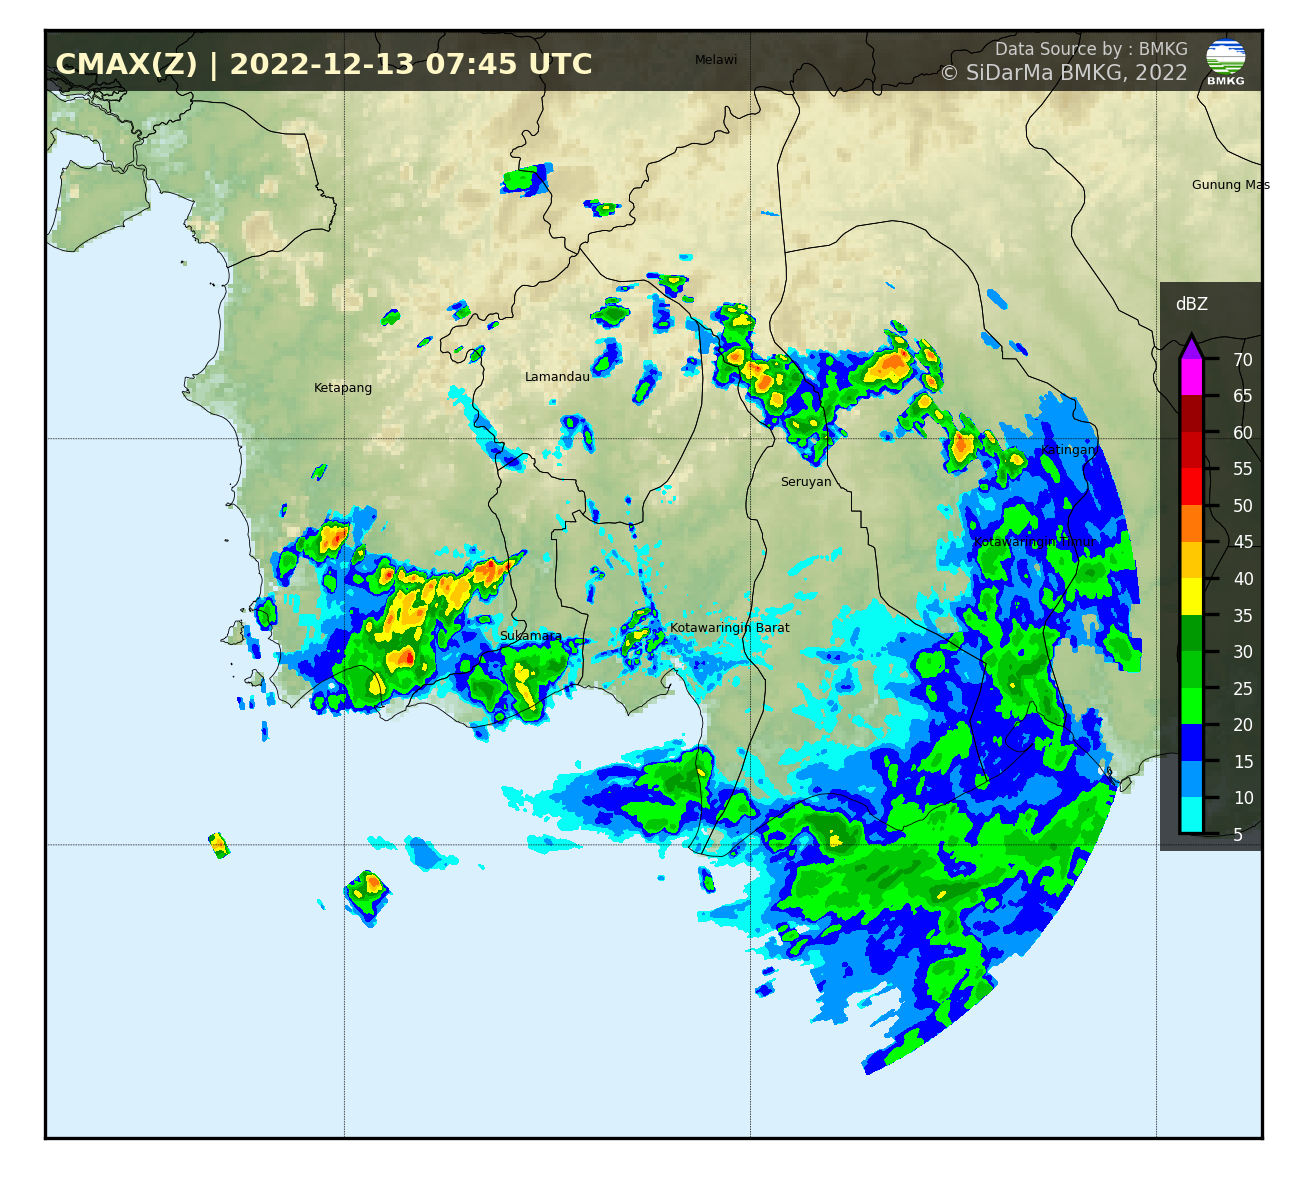 CMAX(Z) | 2022-12-13 07:45 UTC
Melawi
Data Source by : BMKG
© SiDarMa BMKG, 2022
BMKG
Gunung Mas
dBZ
70
65
60
55
50
45
40
35
30
25
20
15
10
5
Ketapang
Lamandau
Katingan
Seruyan
Kotawaringin Timur
Sukamara
Kotawaringin Barat